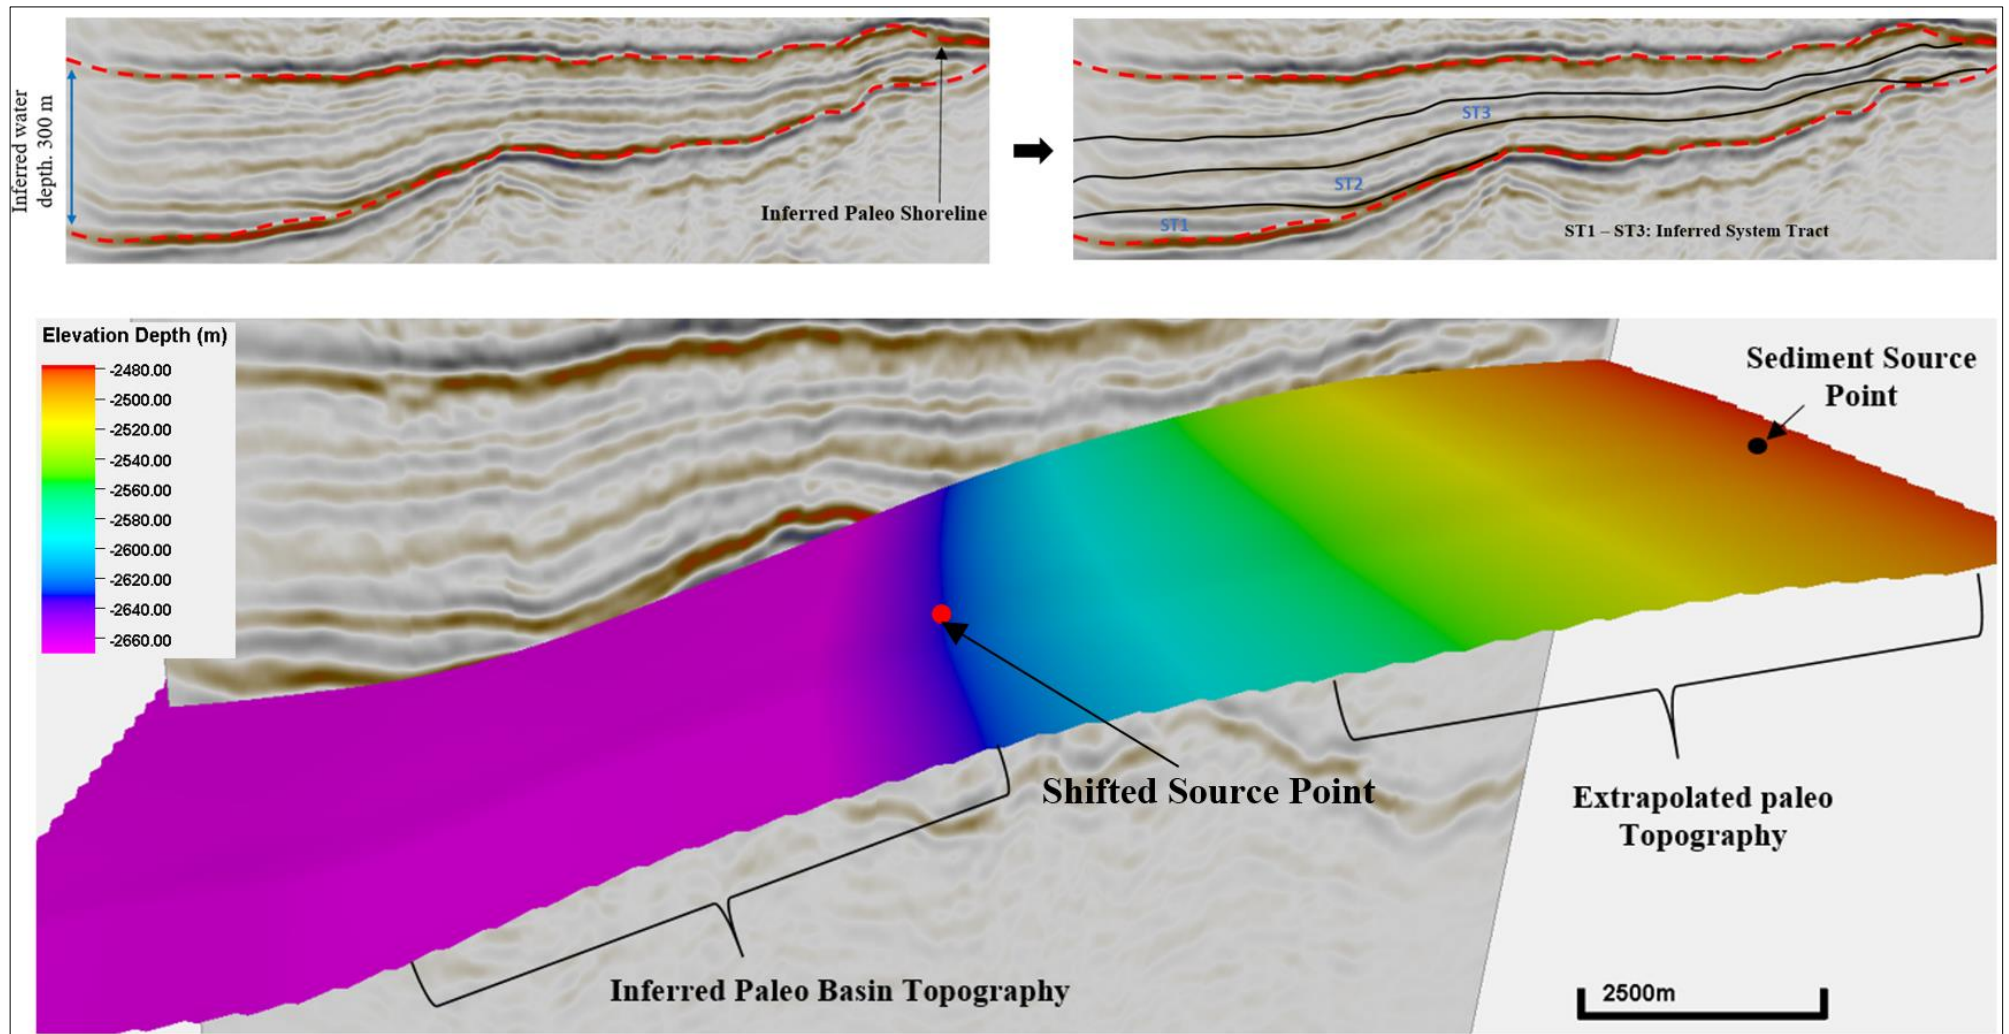 Inferred water
depth. 300 m
Inferred Paleo Shoreline
ST3
ST2
ST1
ST1 – ST3: Inferred System Tract
Elevation Depth (m)
-2480.00
-2500.00
-2520.00
-2540.00
-2560.00
-2580.00
-2600.00
-2620.00
-2640.00
-2660.00
Sediment Source
Point
Shifted Source Point
Extrapolated paleo
Topography
Inferred Paleo Basin Topography
2500m